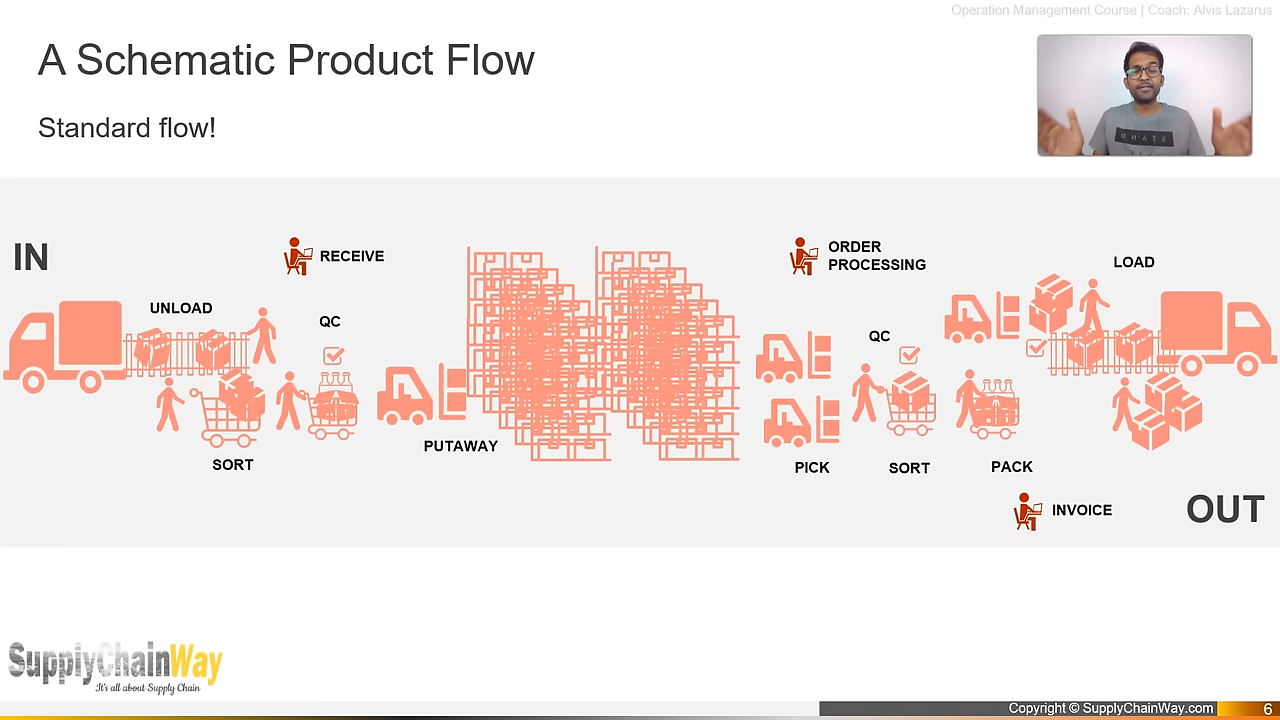 Operation Management Course | Coach: Alvis Lazarus
A Schematic Product Flow
Standard flow!
IN
UNLOAD
SORT
RECEIVE
QC
PUTAWAY
ORDER
PROCESSING
PICK
QC
SORT
PACK
LOAD
INVOICE
OUT
STAND
SupplyChainWay
It's all about Supply Chain
Copyright © SupplyChainWay.com
6